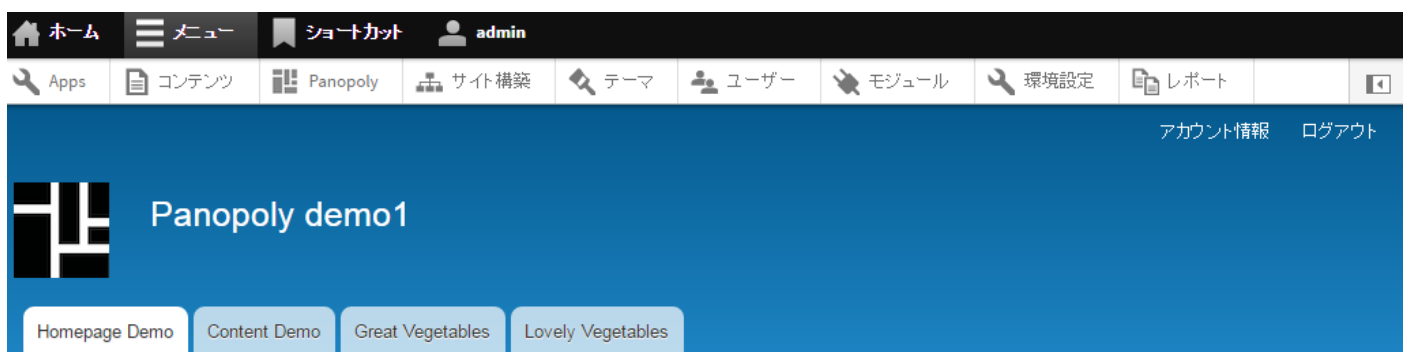 ホーム メニュー ショートカット admin
Apps コンテンツ Panopoly サイト構築 テーマ ユーザー モジュール 環境設定 レポート
アカウント情報 ログアウト
Panopoly demo1
Homepage Demo Content Demo Great Vegetables Lovely Vegetables